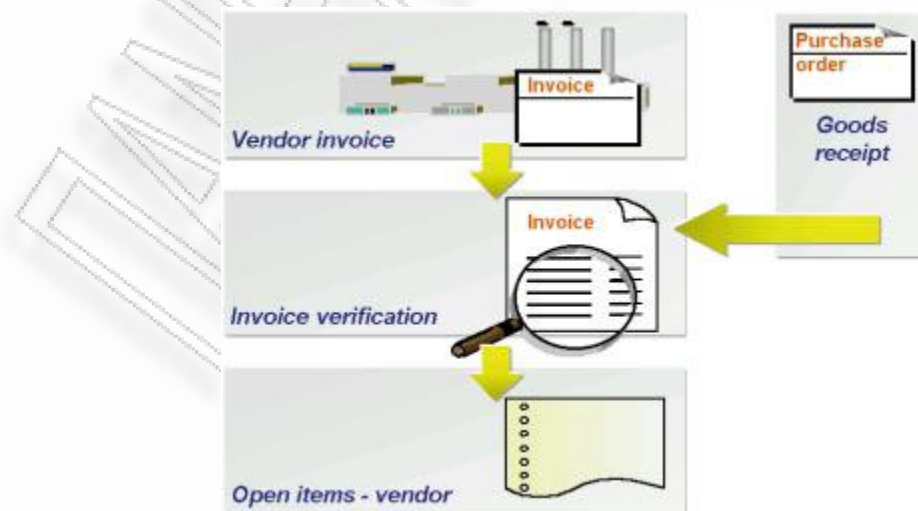 Invoice
Vendor invoice
Purchase
order
Goods
receipt
Invoice
Invoice verification
Open items - vendor